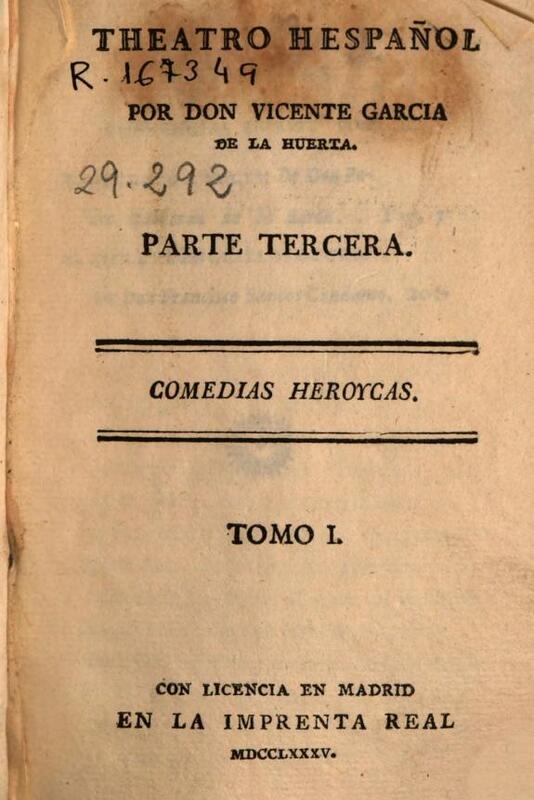 THEATRO HESPAÑOL
R. 167349
POR DON VICENTE GARCIA
DE LA HUERTA.
29.292
PARTE TERCERA.
COMEDIAS HEROYCAS.
TOMO I.
CON LICENCIA EN MADRID
EN LA IMPRENTA REAL
MDCCLXXXV.